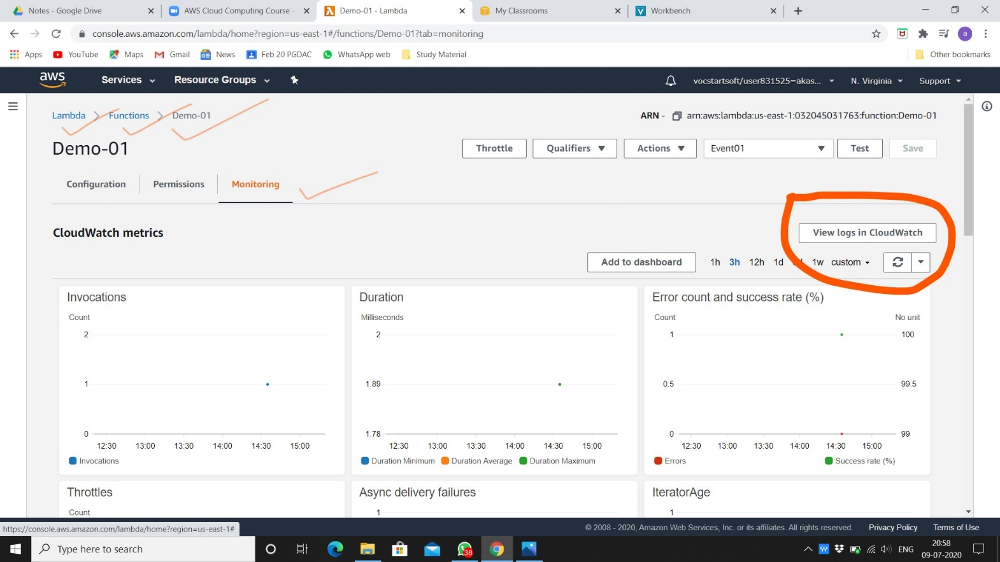 Notes - Google Drive
AWS Cloud Computing Course -
Demo-01 - Lambda
My Classrooms
Workbench
console.aws.amazon.com/lambda/home?region=us-east-1#/functions/Demo-01?tab=monitoring
a
Apps YouTube Maps Gmail News Feb 20 PGDAC WhatsApp web Study Material Other bookmarks
aws Services Resource Groups vocstartsoft/user831525=akas... N. Virginia Support
Lambda Functions Demo-01
ARN - arn:aws:lambda:us-east-1:032045031763:function:Demo-01
Demo-01
Throttle Qualifiers Actions Event01 Test Save
Configuration Permissions Monitoring
CloudWatch metrics
View logs in CloudWatch
Add to dashboard 1h 3h 12h 1d 1w custom
Invocations
Count
2
1
0
12:30 13:00 13:30 14:00 14:30 15:00
Invocations
Duration
Milliseconds
2
1.89
1.78
12:30 13:00 13:30 14:00 14:30 15:00
Duration Minimum Duration Average Duration Maximum
Error count and success rate (%)
Count No unit
1 100
0.5 99.5
0 99
12:30 13:00 13:30 14:00 14:30 15:00
Errors Success rate (%)
Throttles
Count
Async delivery failures
1
IteratorAge
1
https://console.aws.amazon.com/lambda/home?region=us-east-1#
© 2008 - 2020, Amazon Web Services, Inc. or its affiliates. All rights reserved. Privacy Policy Terms of Use
Type here to search
38
W
ENG
20:58
09-07-2020